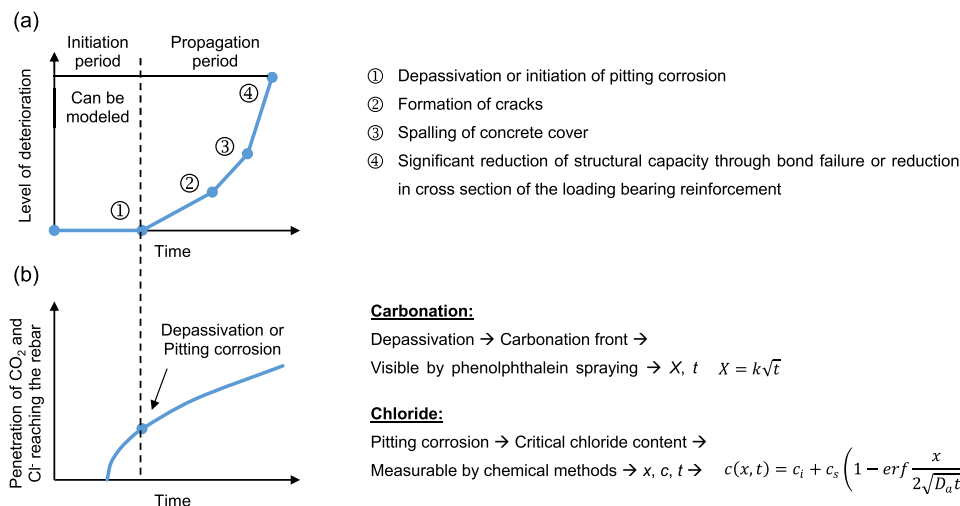 (a)
Initiation
period
Propagation
period
Can be
modeled
Level of deterioration
①
②
③
④
Time
① Depassivation or initiation of pitting corrosion
② Formation of cracks
③ Spalling of concrete cover
④ Significant reduction of structural capacity through bond failure or reduction
in cross section of the loading bearing reinforcement
(b)
Penetration of CO₂ and
Cl⁻ reaching the rebar
Depassivation or
Pitting corrosion
Time
Carbonation:
Depassivation → Carbonation front →
Visible by phenolphthalein spraying → X, t X = k√t
Chloride:
Pitting corrosion → Critical chloride content →
Measurable by chemical methods → x, c, t → c(x, t) = cᵢ + cₛ (1 − erf x / 2√Dₐt